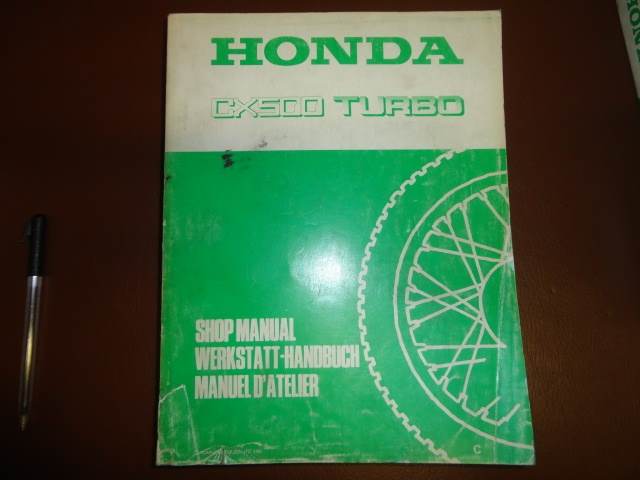 HONDA
CX500 TURBO
SHOP MANUAL
WERKSTATT-HANDBUCH
MANUEL D'ATELIER
C